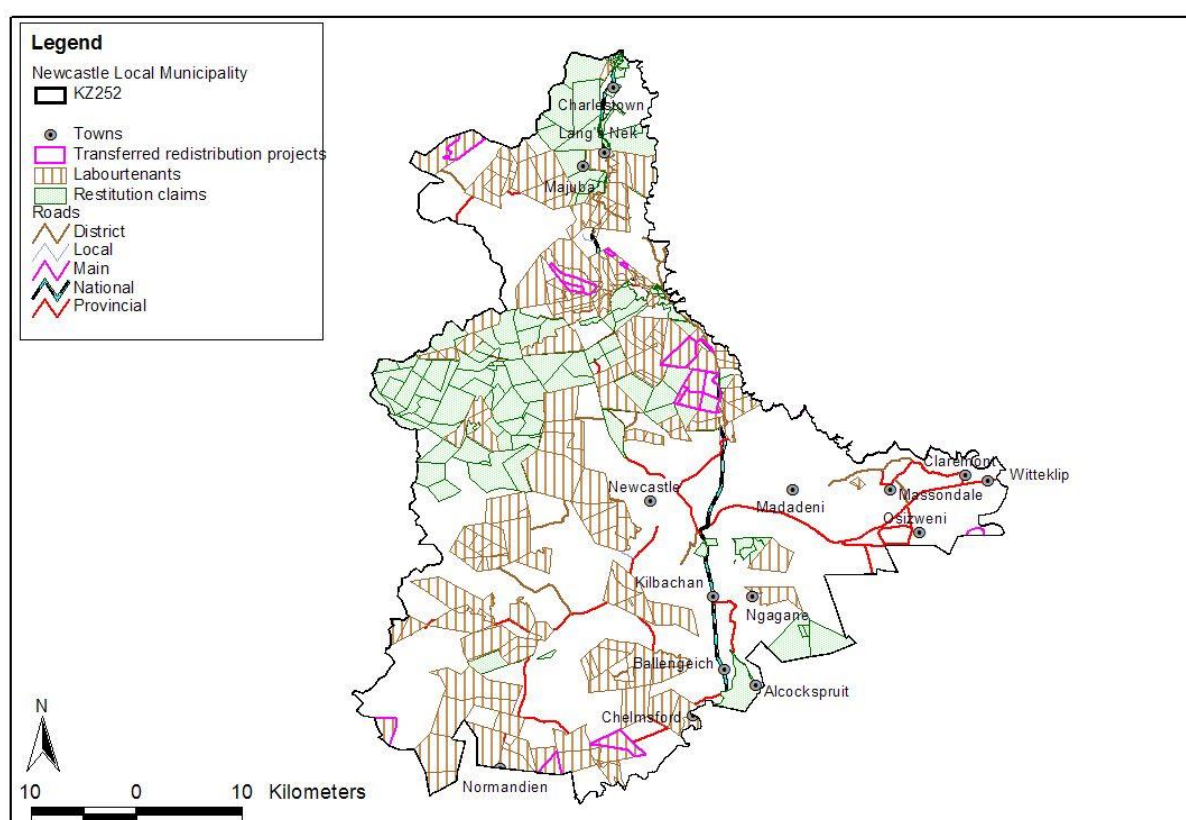 Legend
Newcastle Local Municipality
KZ252
Towns
Transferred redistribution projects
Labourtenants
Restitution claims
Roads
District
Local
Main
National
Provincial
Charlestown
Lang's Nek
Majuba
Newcastle
Madadeni
Claremont
Witteklip
Massondale
Osizweni
Kilbachan
Ngagane
Ballengeich
Alcockspruit
Chelmsford
Normandien
N
10 0 10 Kilometers